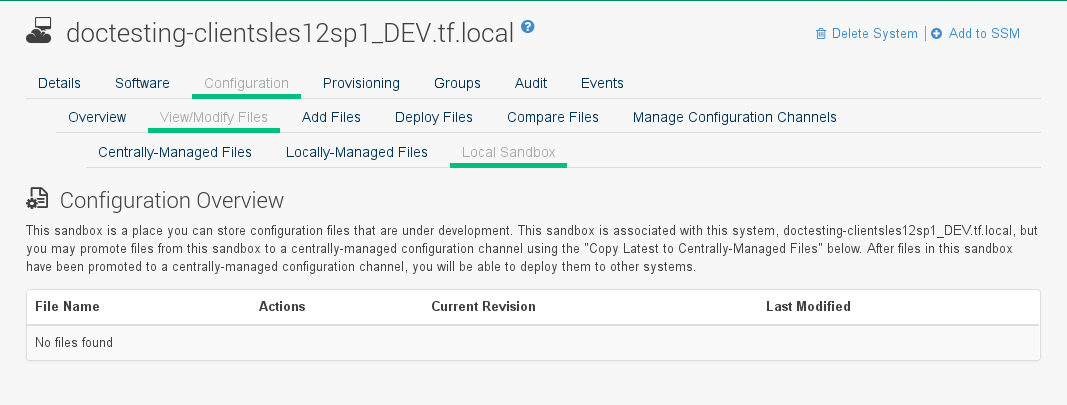 doctesting-clientsles12sp1_DEV.tf.local ?
Delete System | Add to SSM
Details Software Configuration Provisioning Groups Audit Events
Overview View/Modify Files Add Files Deploy Files Compare Files Manage Configuration Channels
Centrally-Managed Files Locally-Managed Files Local Sandbox
Configuration Overview
This sandbox is a place you can store configuration files that are under development. This sandbox is associated with this system, doctesting-clientsles12sp1_DEV.tf.local, but
you may promote files from this sandbox to a centrally-managed configuration channel using the "Copy Latest to Centrally-Managed Files" below. After files in this sandbox
have been promoted to a centrally-managed configuration channel, you will be able to deploy them to other systems.
File Name Actions Current Revision Last Modified
No files found